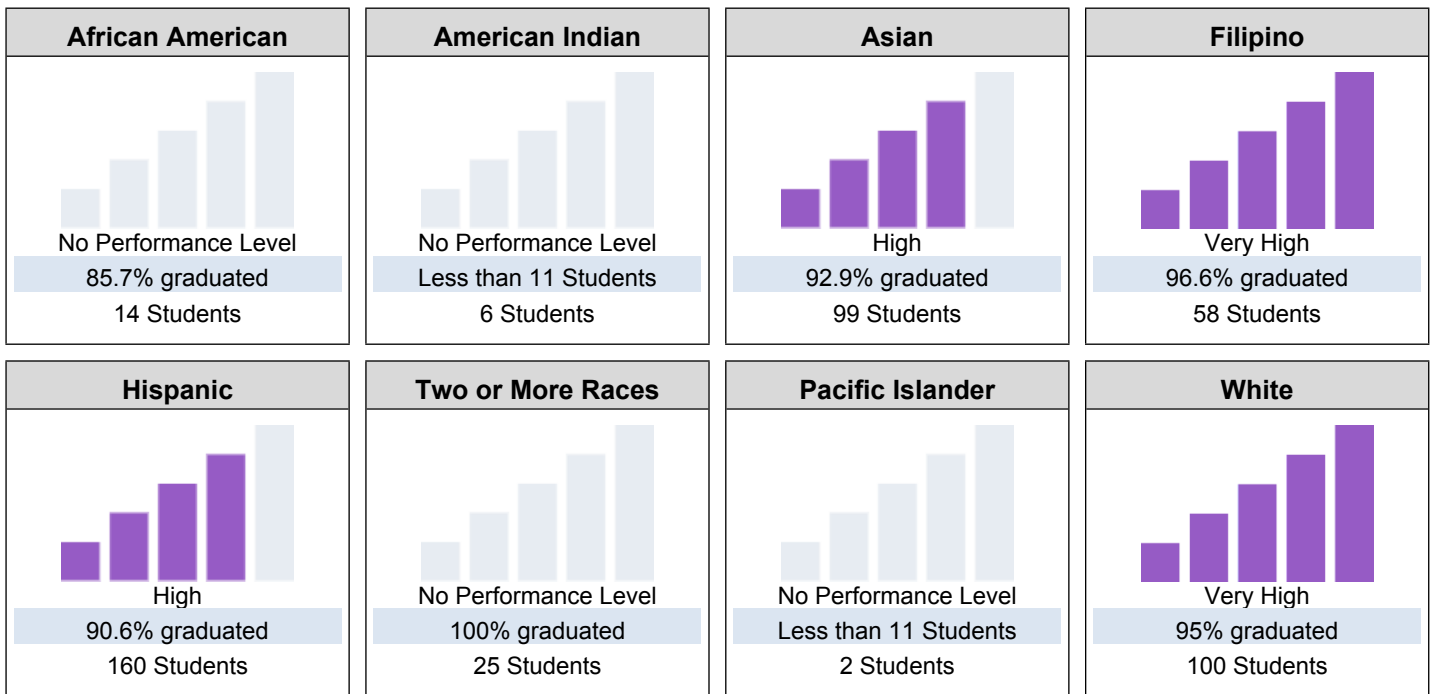 African American
No Performance Level
85.7% graduated
14 Students
American Indian
No Performance Level
Less than 11 Students
6 Students
Asian
High
92.9% graduated
99 Students
Filipino
Very High
96.6% graduated
58 Students
Hispanic
High
90.6% graduated
160 Students
Two or More Races
No Performance Level
100% graduated
25 Students
Pacific Islander
No Performance Level
Less than 11 Students
2 Students
White
Very High
95% graduated
100 Students